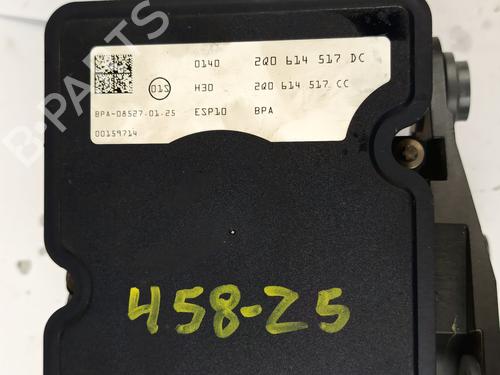 0140 2Q0 614 517 DC
01S H30 2Q0 614 517 CC
BPA-08527-01.25 ESP10 BPA
00159714
B-PARTS
458-25